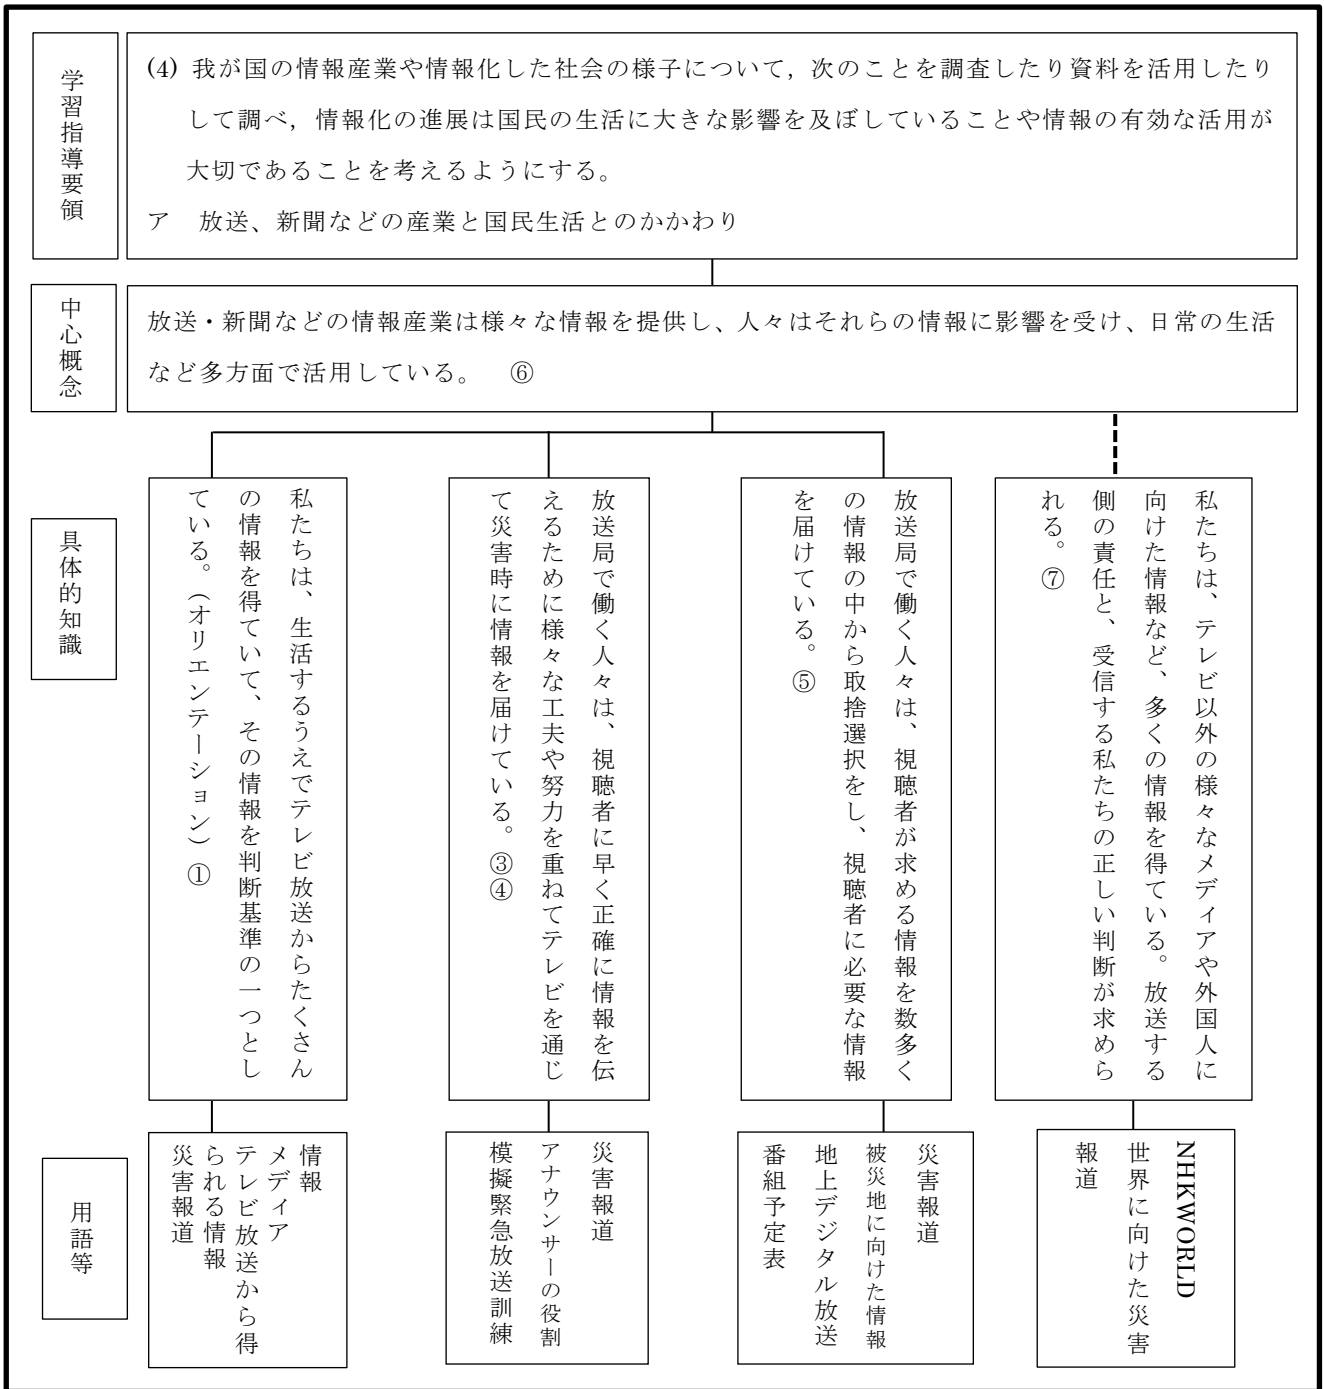 学習指導要領
(4) 我が国の情報産業や情報化した社会の様子について，次のことを調査したり資料を活用したり
して調べ，情報化の進展は国民の生活に大きな影響を及ぼしていることや情報の有効な活用が
大切であることを考えるようにする。
ア　放送、新聞などの産業と国民生活とのかかわり
中心概念
放送・新聞などの情報産業は様々な情報を提供し、人々はそれらの情報に影響を受け、日常の生活
など多方面で活用している。　⑥
具体的知識
私たちは、生活するうえでテレビ放送からたくさん
の情報を得ていて、その情報を判断基準の一つとし
ている。（オリエンテーション）①
放送局で働く人々は、視聴者に早く正確に情報を伝
えるために様々な工夫や努力を重ねてテレビを通じ
て災害時に情報を届けている。③④
放送局で働く人々は、視聴者が求める情報を数多く
の情報の中から取捨選択をし、視聴者に必要な情報
を届けている。⑤
私たちは、テレビ以外の様々なメディアや外国人に
向けた情報など、多くの情報を得ている。放送する
側の責任と、受信する私たちの正しい判断が求めら
れる。⑦
用語等
情報
メディア
テレビ放送から得
られる情報
災害報道
災害報道
アナウンサーの役割
模擬緊急放送訓練
災害報道
被災地に向けた情報
地上デジタル放送
番組予定表
NHKWORLD
世界に向けた災害
報道